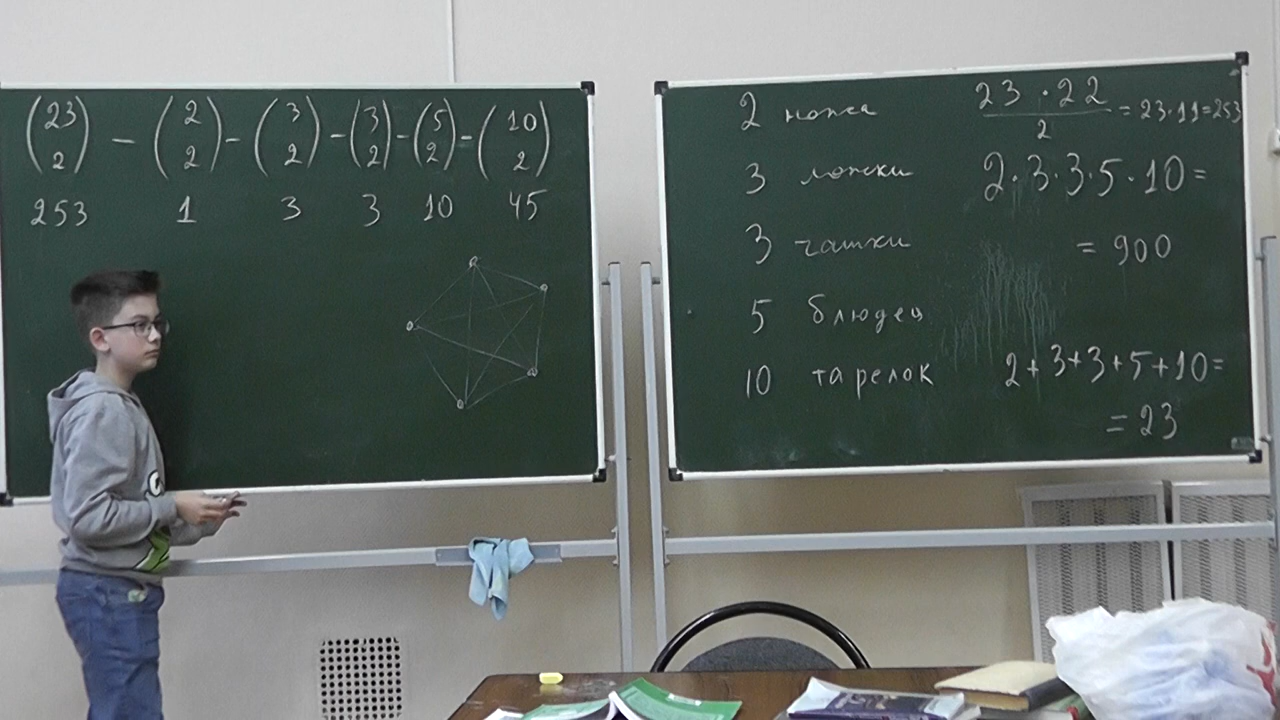 (23 2) - (2 2) - (3 2) - (3 2) - (5 2) - (10 2)
253 1 3 3 10 45
2 ножа
3 ложки
3 чашки
5 блюдец
10 тарелок
23 · 22 / 2 = 23·11=253
2·3·3·5·10=
= 900
2+3+3+5+10=
= 23